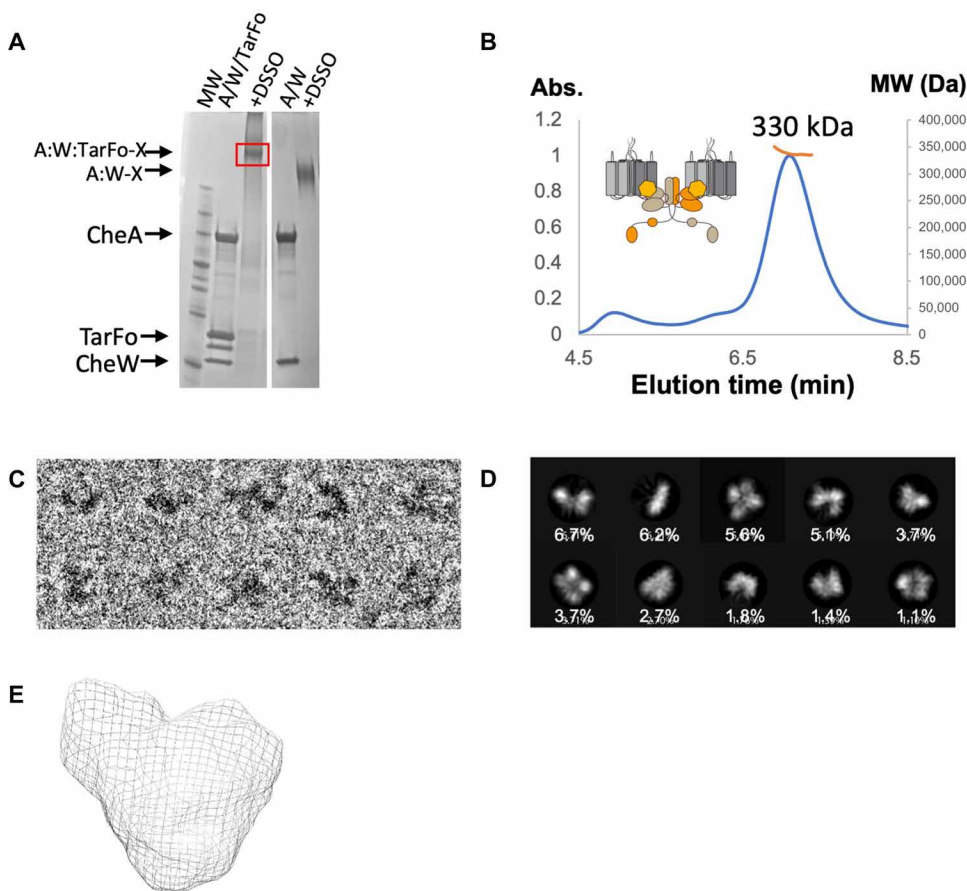 A
MW
A/W/TarFo
+DSSO
A/W
+DSSO
A:W:TarFo-X
A:W-X
CheA
TarFo
CheW
B
Abs.
MW (Da)
1.2
1
0.8
0.6
0.4
0.2
0
400,000
350,000
300,000
250,000
200,000
150,000
100,000
50,000
0
330 kDa
4.5 6.5 8.5
Elution time (min)
C
D
6.7% 6.2% 5.6% 5.1% 3.7%
3.7% 2.7% 1.8% 1.4% 1.1%
E